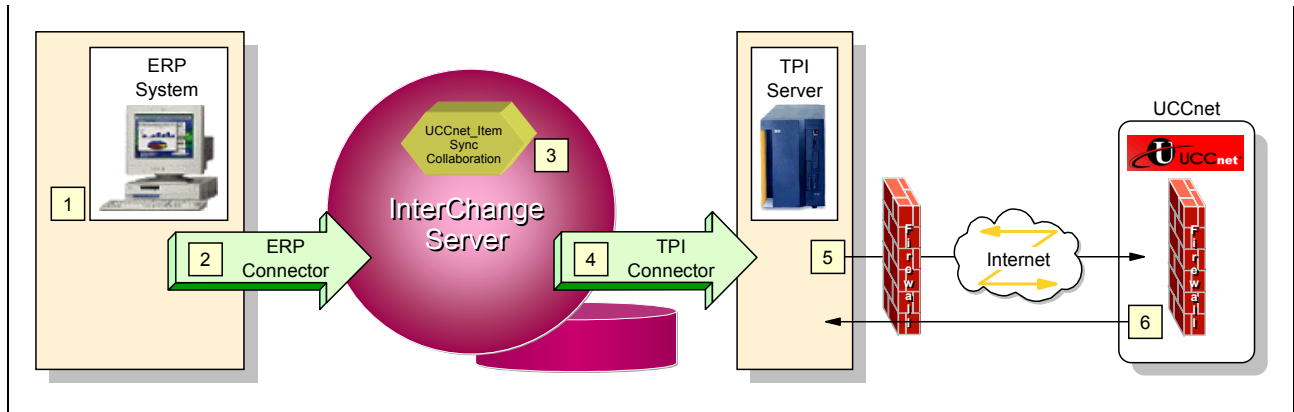 ERP
System
1
2
ERP
Connector
UCCnet_Item
Sync
Collaboration
3
InterChange
Server
4
TPI
Connector
TPI
Server
5
Firewall
Internet
UCCnet
U UCCnet
Firewall
6